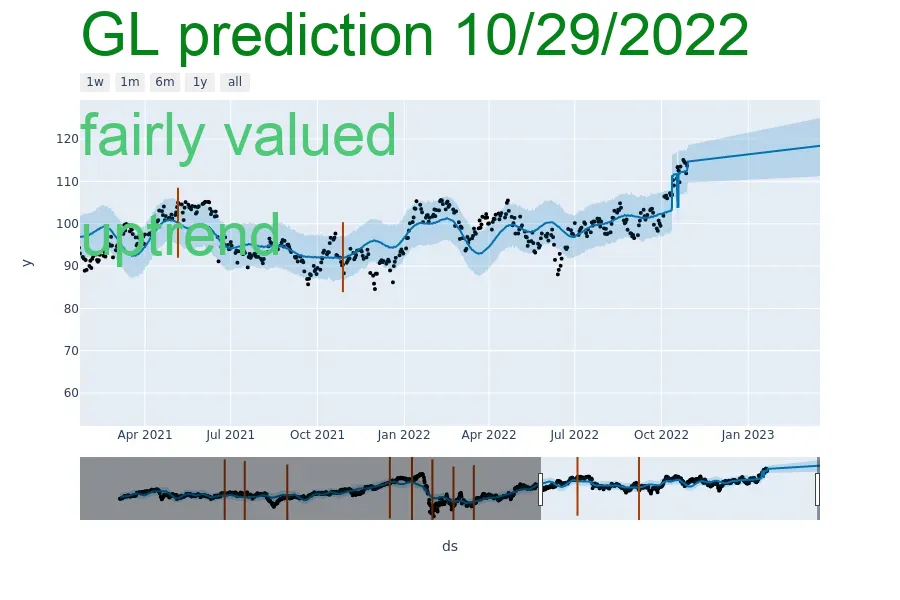 GL prediction 10/29/2022
1w 1m 6m 1y all
fairly valued
uptrend
120
110
100
90
80
70
60
y
Apr 2021 Jul 2021 Oct 2021 Jan 2022 Apr 2022 Jul 2022 Oct 2022 Jan 2023
ds